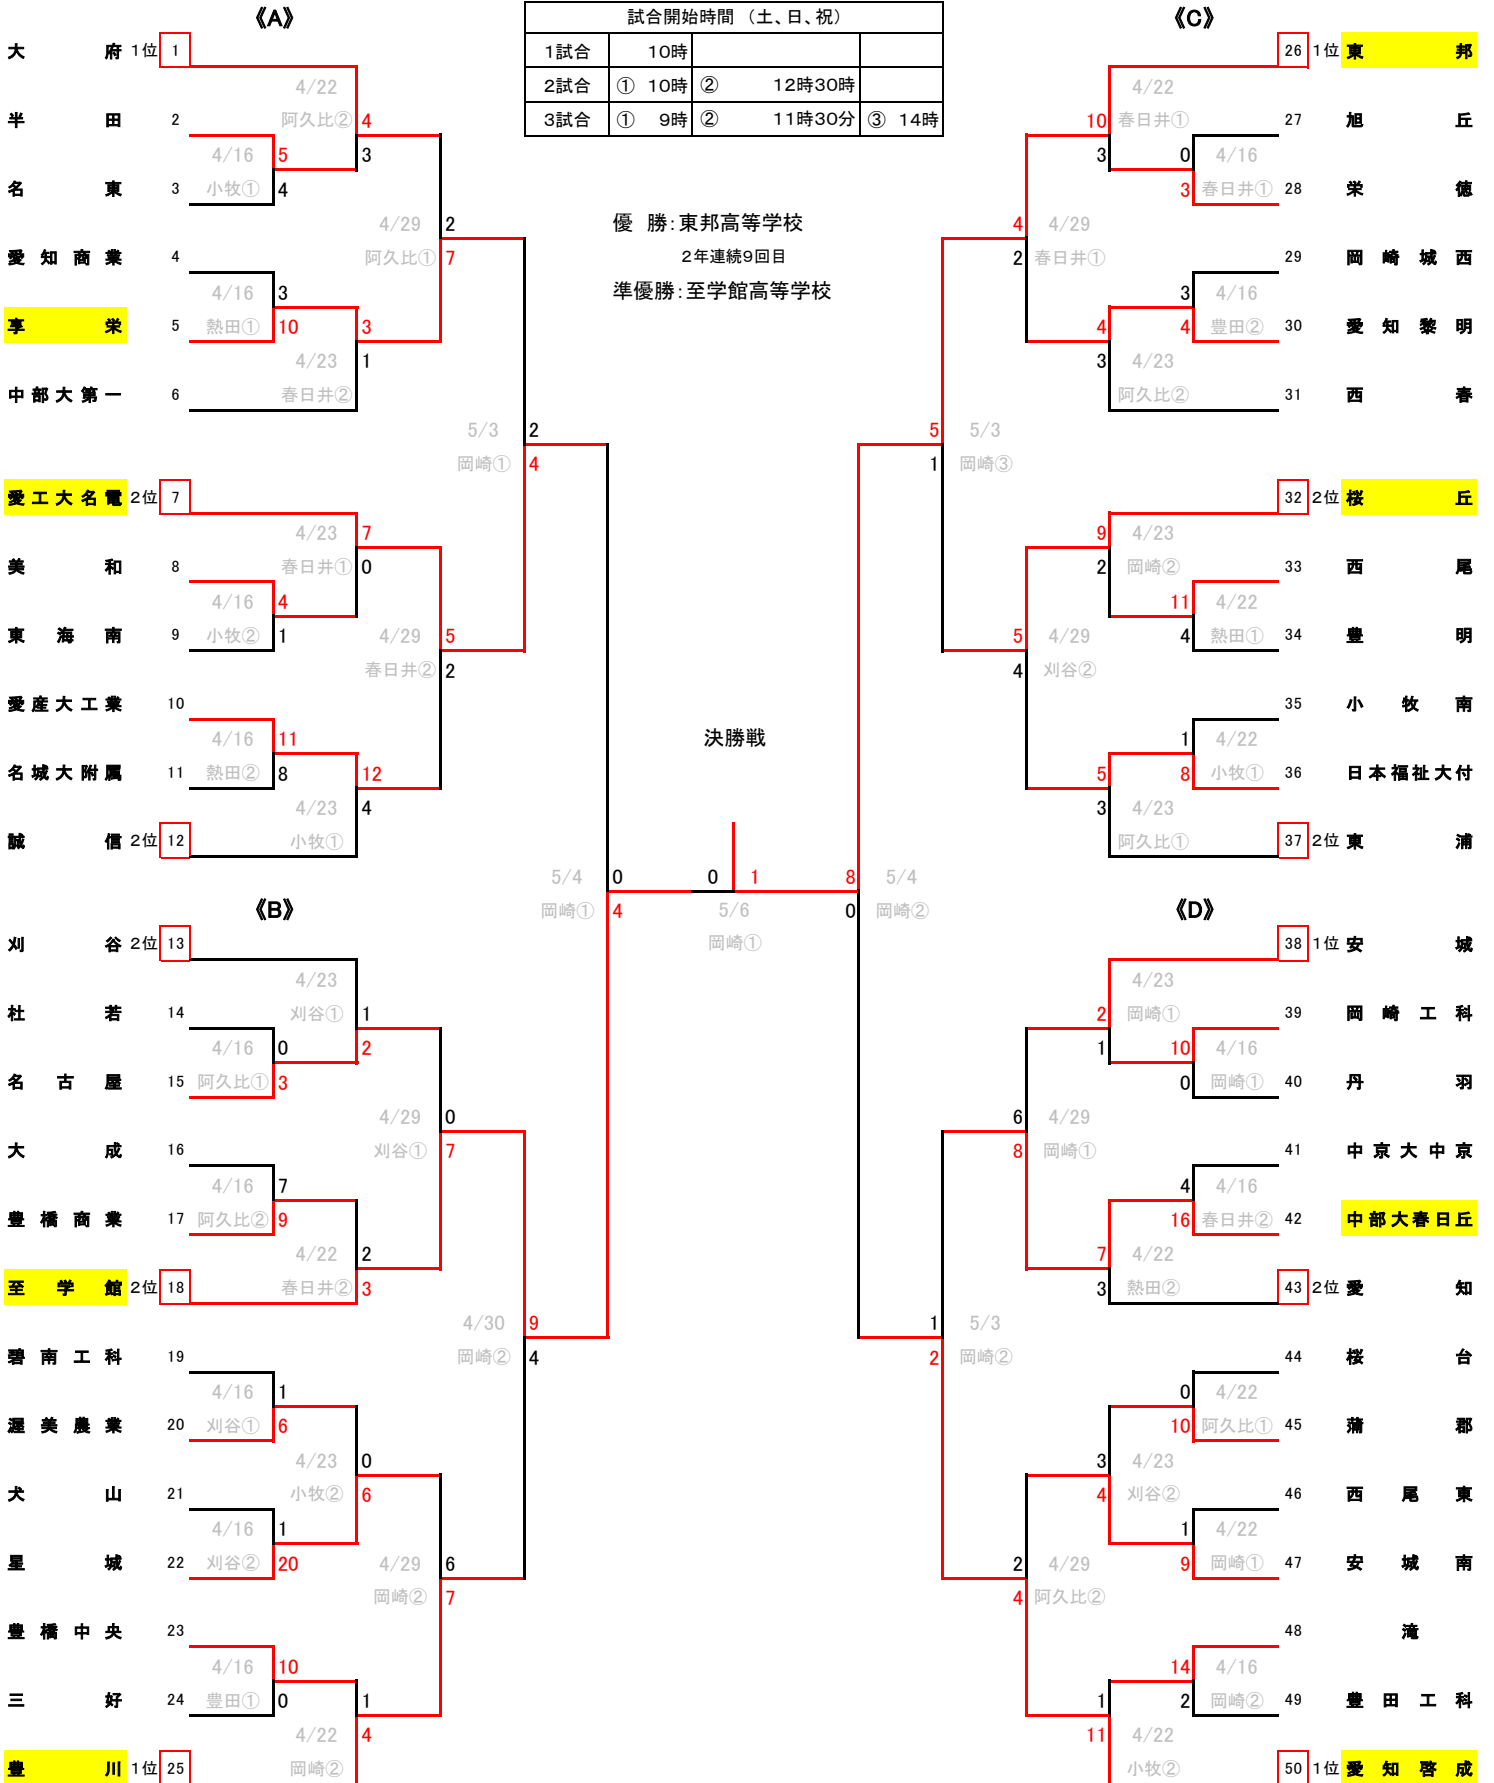 《A》
試合開始時間 （土、日、祝）
1試合 10時
2試合 ① 10時 ② 12時30時
3試合 ① 9時 ② 11時30分 ③ 14時
優 勝：東邦高等学校
2年連続9回目
準優勝：至学館高等学校
大府 1位 1
4/22
阿久比② 4
半田 2
3
4/16 5
名東 3 小牧① 4
4/29 2
愛知商業 4 阿久比① 7
4/16 3
享栄 5 熱田① 10 3
4/23 1
中部大第一 6 春日井②
5/3 2
岡崎① 4
愛工大名電 2位 7
4/23 7
美和 8 春日井① 0
4/16 4
東海南 9 小牧② 1
4/29 5
春日井② 2
愛産大工業 10
4/16 11
名城大附属 11 熱田② 8 12
4/23 4
誠信 2位 12 小牧①
5/4 0
岡崎① 4
《B》
刈谷 2位 13
4/23
杜若 14 刈谷① 1
4/16 0 2
名古屋 15 阿久比① 3
4/29 0
大成 16 刈谷① 7
4/16 7
豊橋商業 17 阿久比② 9
4/22 2
至学館 2位 18 春日井② 3
4/30 9
岡崎② 4
碧南工科 19
4/16 1
渥美農業 20 刈谷① 6
4/23 0
犬山 21 小牧② 6
4/16 1
星城 22 刈谷② 20
4/29 6
岡崎② 7
豊橋中央 23
4/16 10
三好 24 豊田① 0 1
4/22 4
豊川 1位 25 岡崎②
決勝戦
0 1
5/6
岡崎①
《C》
26 1位 東邦
4/22
10 春日井① 27 旭丘
3 0 4/16
3 春日井① 28 栄徳
4 4/29
2 春日井① 29 岡崎城西
3 4/16
4 4 豊田② 30 愛知黎明
3 4/23
阿久比② 31 西春
5 5/3
1 岡崎③
32 2位 桜丘
9 4/23
2 岡崎② 33 西尾
11 4/22
4 熱田① 34 豊明
5 4/29
4 刈谷②
35 小牧南
1 4/22
5 8 小牧① 36 日本福祉大付
3 4/23
阿久比① 37 2位 東浦
8 5/4
0 岡崎②
《D》
38 1位 安城
4/23
2 岡崎① 39 岡崎工科
1 10 4/16
0 岡崎① 40 丹羽
6 4/29
8 岡崎① 41 中京大中京
4 4/16
16 春日井② 42 中部大春日丘
7 4/22
3 熱田② 43 2位 愛知
1 5/3
2 岡崎②
44 桜台
0 4/22
10 阿久比① 45 蒲郡
3 4/23
4 刈谷② 46 西尾東
1 4/22
9 岡崎① 47 安城南
2 4/29
4 阿久比②
48 滝
14 4/16
1 2 岡崎② 49 豊田工科
11 4/22
小牧② 50 1位 愛知啓成